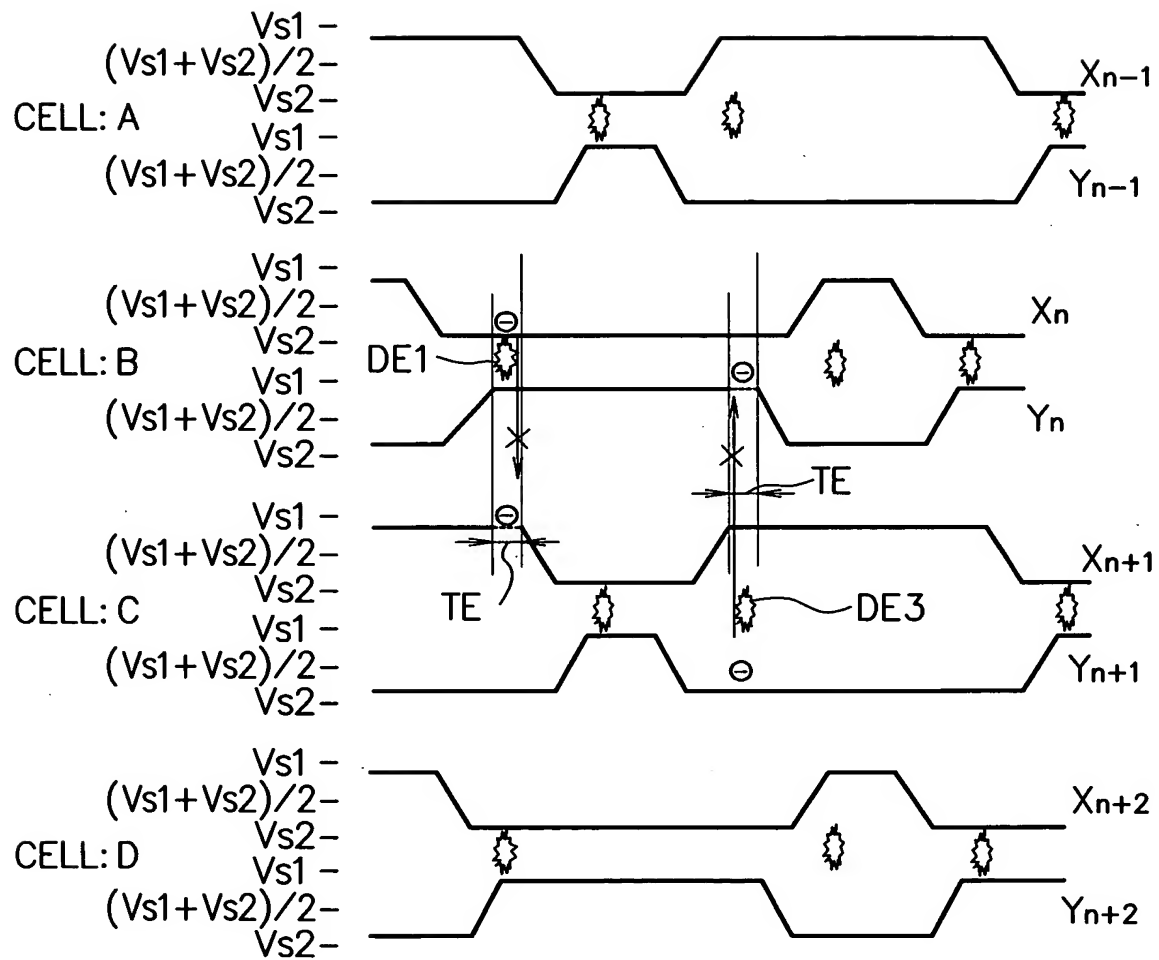 Vs1 -
(Vs1+Vs2)/2-
Vs2-
CELL: A
Xn-1
Vs1 -
(Vs1+Vs2)/2-
Vs2-
Yn-1
Vs1 -
(Vs1+Vs2)/2-
Vs2-
CELL: B
DE1
Xn
Vs1 -
(Vs1+Vs2)/2-
Vs2-
Yn
TE
Vs1 -
(Vs1+Vs2)/2-
Vs2-
CELL: C
TE
DE3
Xn+1
Vs1 -
(Vs1+Vs2)/2-
Vs2-
Yn+1
Vs1 -
(Vs1+Vs2)/2-
Vs2-
CELL: D
Xn+2
Vs1 -
(Vs1+Vs2)/2-
Vs2-
Yn+2